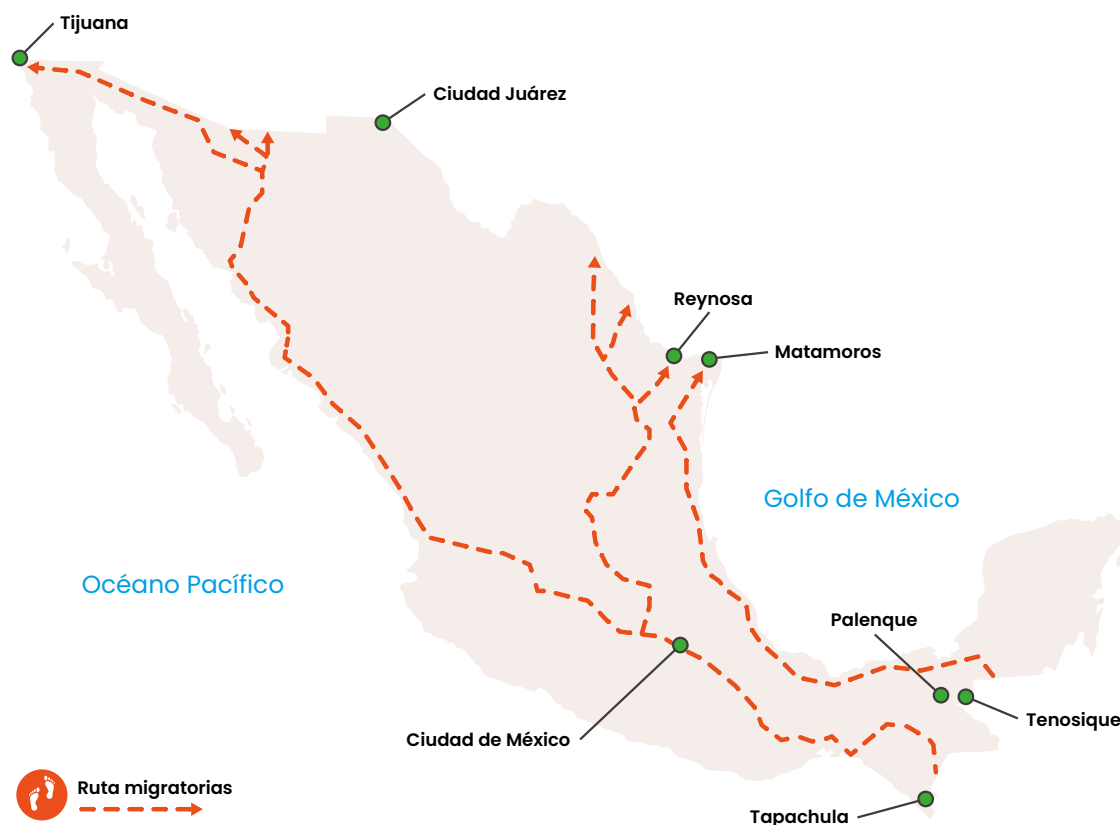 Tijuana
Ciudad Juárez
Reynosa
Matamoros
Golfo de México
Océano Pacífico
Palenque
Tenosique
Ciudad de México
Ruta migratorias
Tapachula